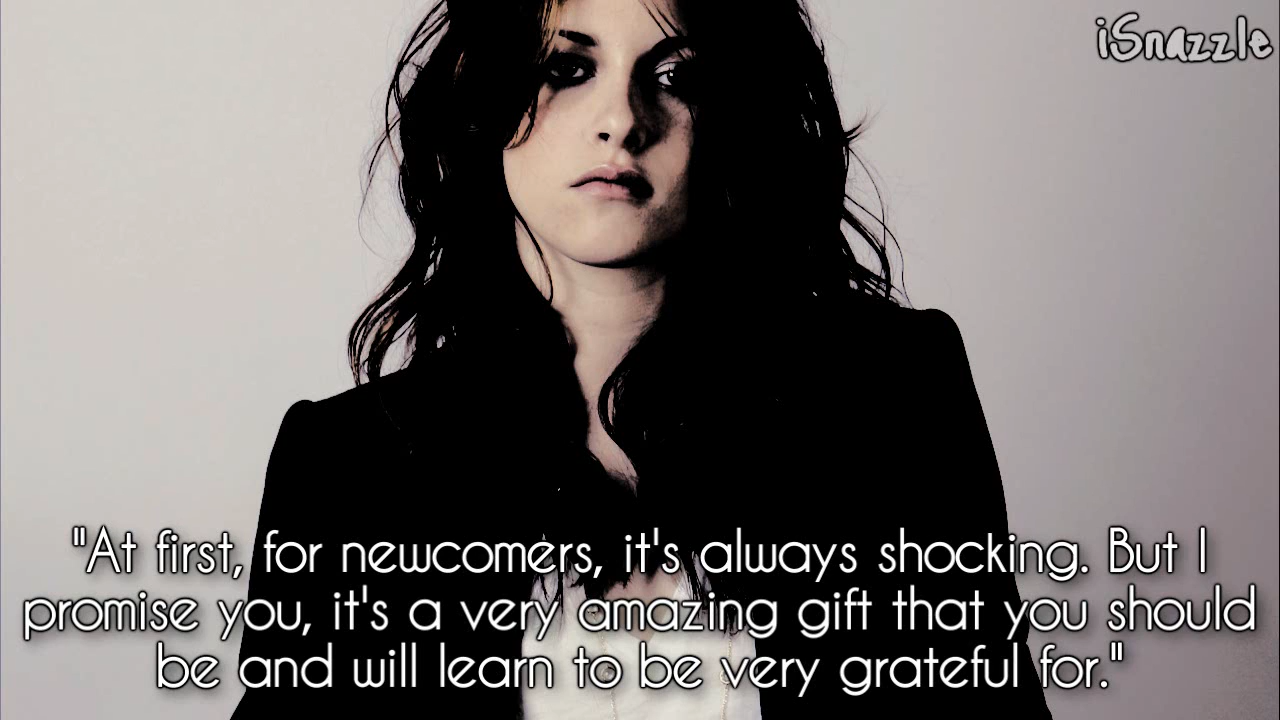 iSnazzle
"At first, for newcomers, it's always shocking. But I
promise you, it's a very amazing gift that you should
be and will learn to be very grateful for."